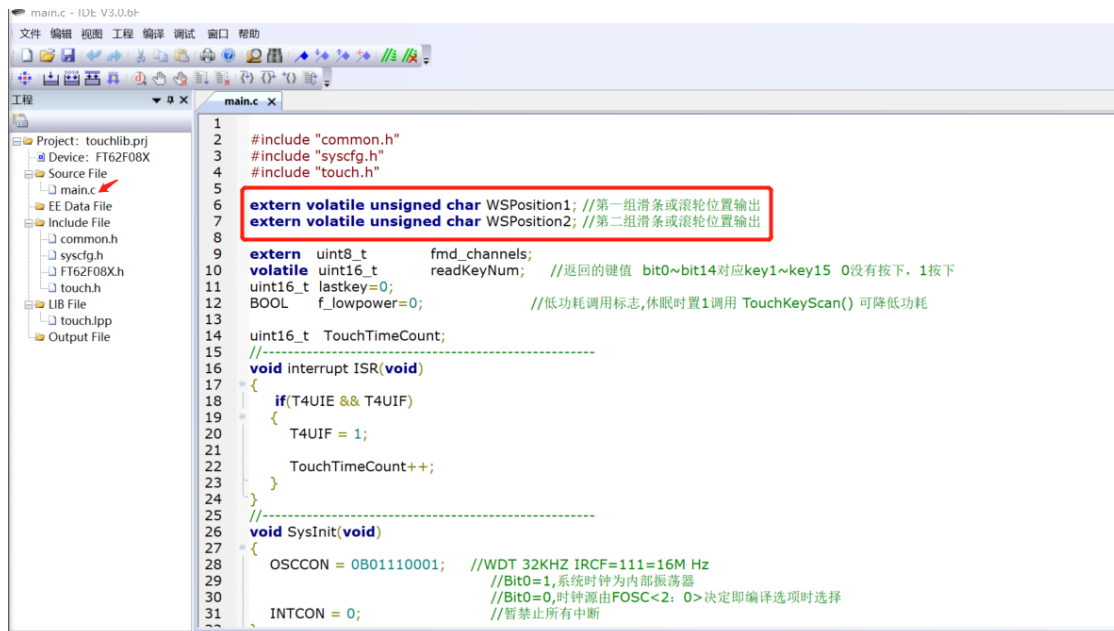 main.c - IDE V3.0.6F
文件 编辑 视图 工程 编译 调试 窗口 帮助
工程
main.c
Project: touchlib.prj
Device: FT62F08X
Source File
main.c
EE Data File
Include File
common.h
syscfg.h
FT62F08X.h
touch.h
LIB File
touch.lpp
Output File
1
2 #include "common.h"
3 #include "syscfg.h"
4 #include "touch.h"
5
6 extern volatile unsigned char WSPosition1; //第一组滑条或滚轮位置输出
7 extern volatile unsigned char WSPosition2; //第二组滑条或滚轮位置输出
8
9 extern uint8_t fmd_channels;
10 volatile uint16_t readKeyNum; //返回的键值 bit0~bit14对应key1~key15 0没有按下，1按下
11 uint16_t lastkey=0;
12 BOOL f_lowpower=0; //低功耗调用标志,休眠时置1调用 TouchKeyScan() 可降低功耗
13
14 uint16_t TouchTimeCount;
15 //-----------------------------------------------------
16 void interrupt ISR(void)
17 {
18 if(T4UIE && T4UIF)
19 {
20 T4UIF = 1;
21
22 TouchTimeCount++;
23 }
24 }
25 //-----------------------------------------------------
26 void SysInit(void)
27 {
28 OSCCON = 0B01110001; //WDT 32KHZ IRCF=111=16M Hz
29 //Bit0=1,系统时钟为内部振荡器
30 //Bit0=0,时钟源由FOSC<2：0>决定即编译选项时选择
31 INTCON = 0; //暂禁止所有中断